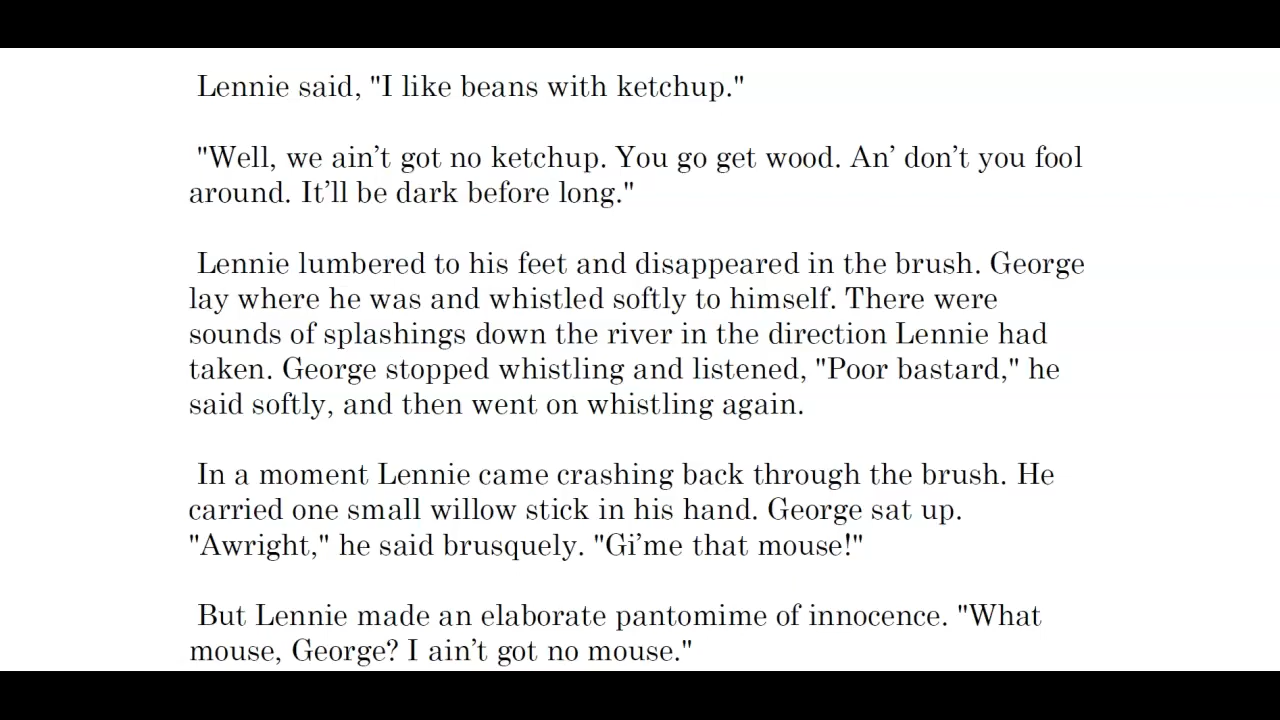 Lennie said, "I like beans with ketchup."
"Well, we ain’t got no ketchup. You go get wood. An’ don’t you fool
around. It’ll be dark before long."
Lennie lumbered to his feet and disappeared in the brush. George
lay where he was and whistled softly to himself. There were
sounds of splashings down the river in the direction Lennie had
taken. George stopped whistling and listened, "Poor bastard," he
said softly, and then went on whistling again.
In a moment Lennie came crashing back through the brush. He
carried one small willow stick in his hand. George sat up.
"Awright," he said brusquely. "Gi’me that mouse!"
But Lennie made an elaborate pantomime of innocence. "What
mouse, George? I ain’t got no mouse."